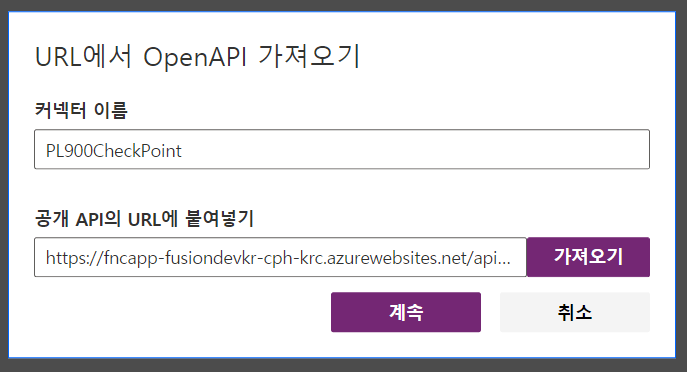 URL에서 OpenAPI 가져오기
커넥터 이름
PL900CheckPoint
공개 API의 URL에 붙여넣기
https://fncapp-fusiondevkr-cph-krc.azurewebsites.net/api... 가져오기
계속 취소